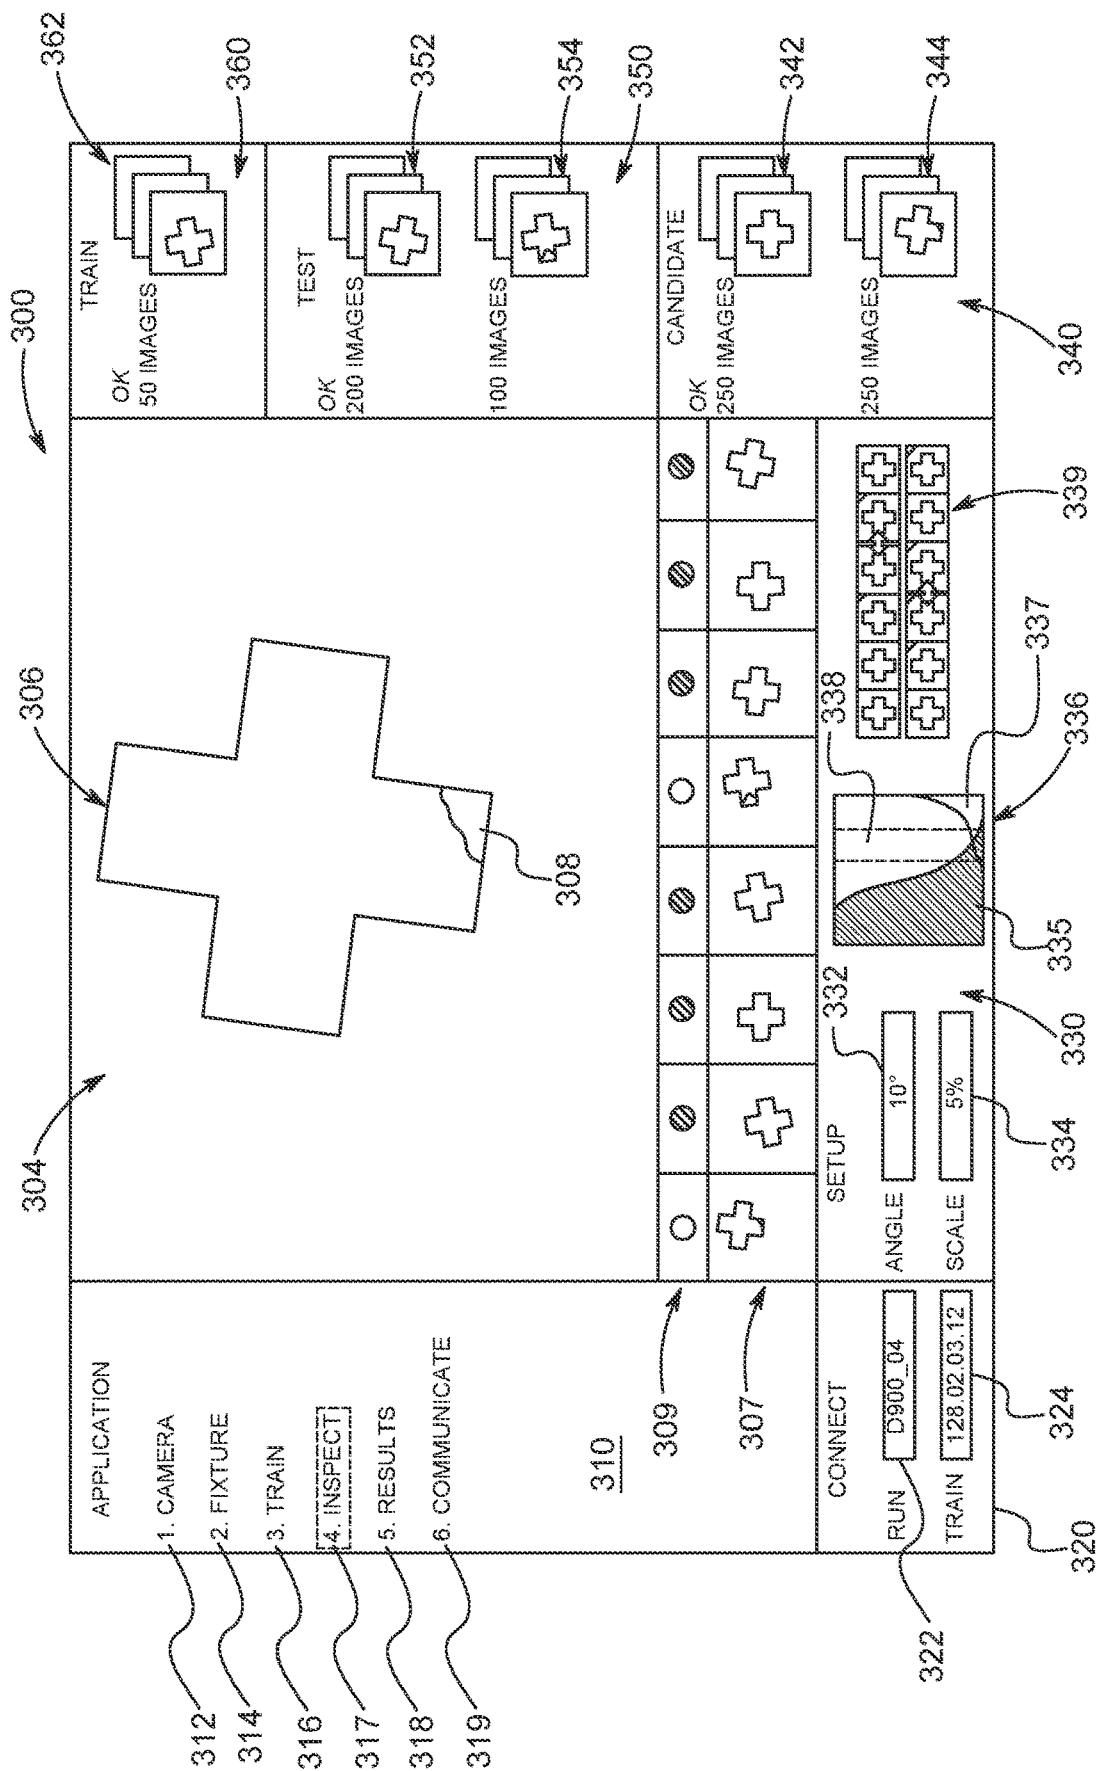 300
304
306
308
APPLICATION
1. CAMERA
2. FIXTURE
3. TRAIN
4. INSPECT
5. RESULTS
6. COMMUNICATE
310
312
314
316
317
318
319
309
307
TRAIN
OK
50 IMAGES
362
360
TEST
OK
200 IMAGES
100 IMAGES
352
354
350
CANDIDATE
OK
250 IMAGES
250 IMAGES
342
344
340
CONNECT
RUN
D900_04
TRAIN
128.02.03.12
322
324
320
SETUP
ANGLE
10°
SCALE
5%
332
334
330
335
336
337
338
339